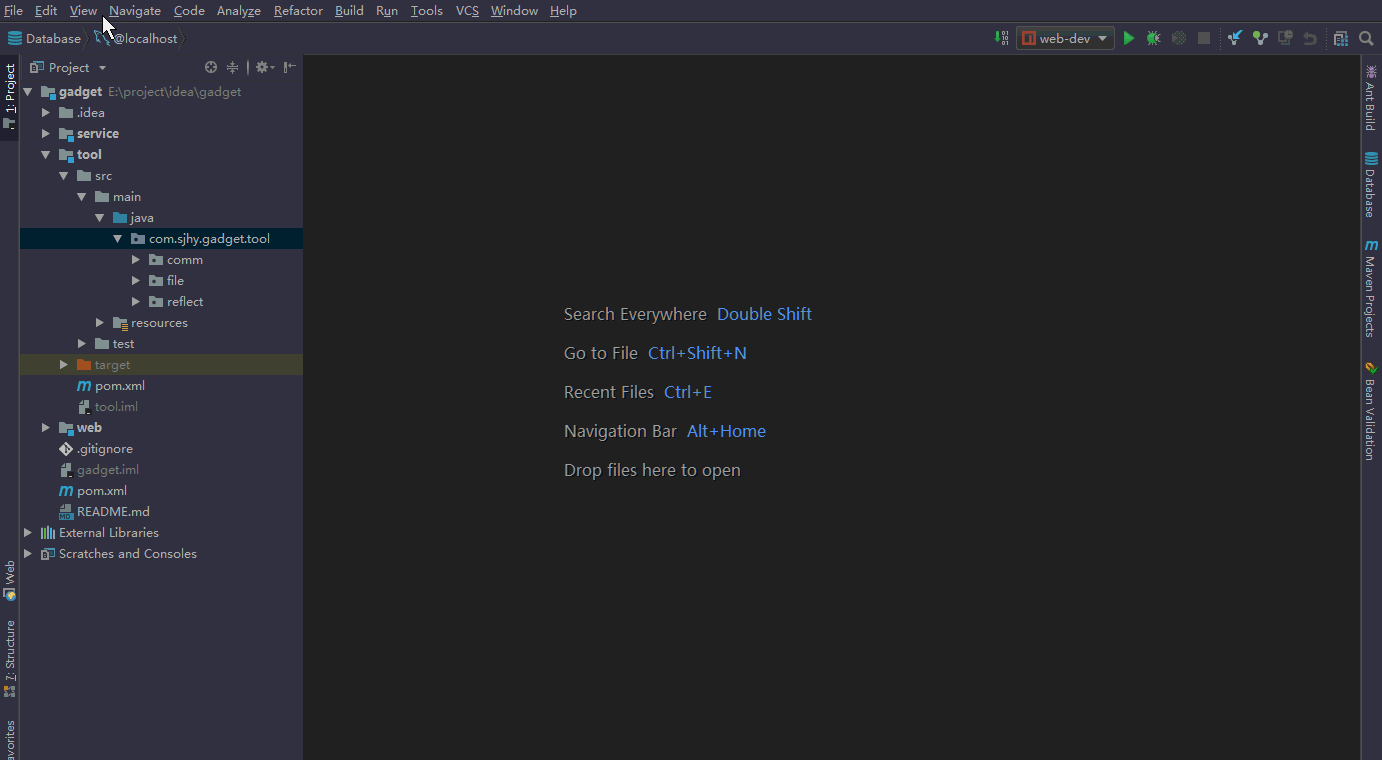 File Edit View Navigate Code Analyze Refactor Build Run Tools VCS Window Help
Database @localhost web-dev
1: Project
Project
gadget E:\project\idea\gadget
.idea
service
tool
src
main
java
com.sjhy.gadget.tool
comm
file
reflect
resources
test
target
pom.xml
tool.iml
web
.gitignore
gadget.iml
pom.xml
README.md
External Libraries
Scratches and Consoles
Web
7: Structure
avorites
Search Everywhere Double Shift
Go to File Ctrl+Shift+N
Recent Files Ctrl+E
Navigation Bar Alt+Home
Drop files here to open
Ant Build
Database
Maven Projects
Bean Validation